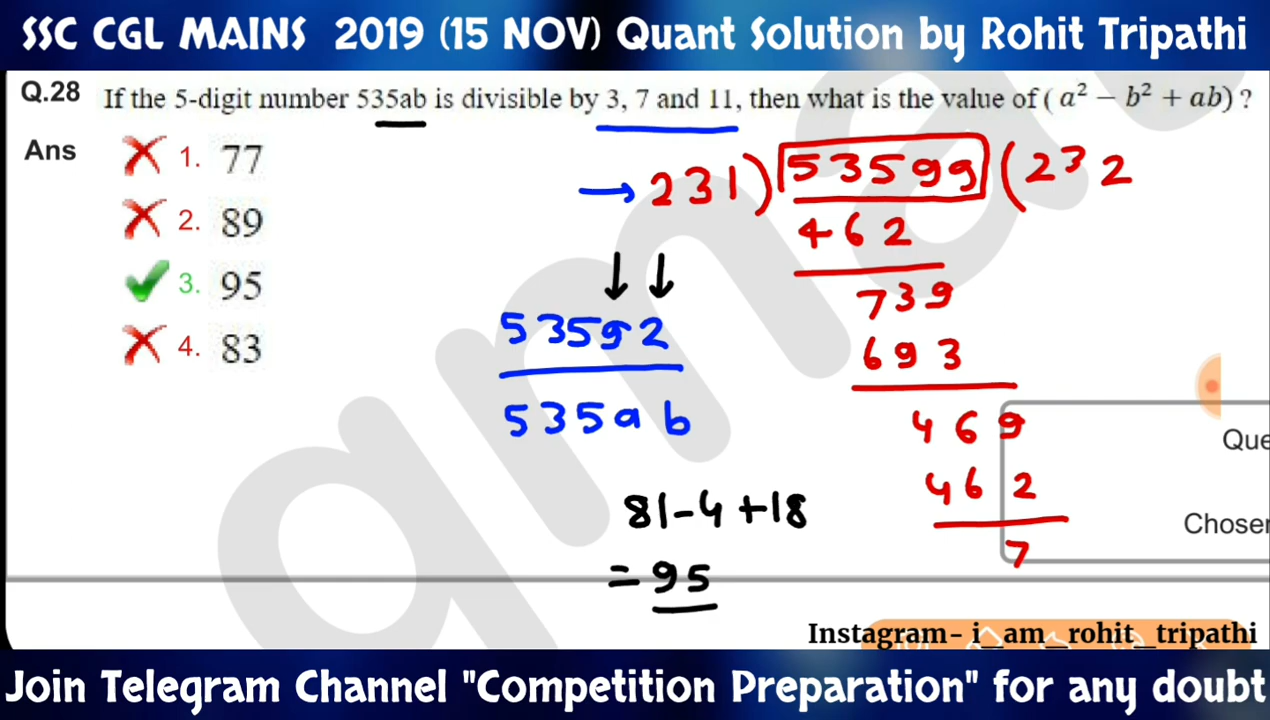 SSC CGL MAINS 2019 (15 NOV) Quant Solution by Rohit Tripathi
Q.28 If the 5-digit number 535ab is divisible by 3, 7 and 11, then what is the value of ( a² − b² + ab) ?
Ans
1. 77
2. 89
3. 95
4. 83
231) 53599 (232
462
739
693
469
462
7
53592
535ab
81-4+18
=95
Que
Chosen
Instagram- i_am_rohit_tripathi
Join Telegram Channel "Competition Preparation" for any doubt